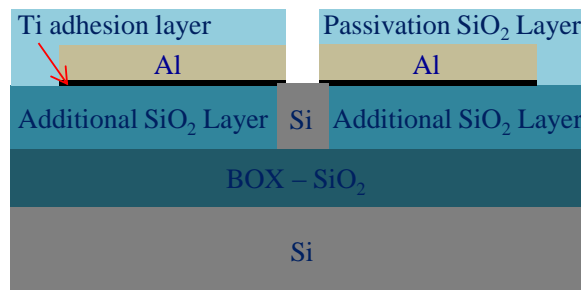 Ti adhesion layer
Passivation SiO₂ Layer
Al
Al
Additional SiO₂ Layer
Si
Additional SiO₂ Layer
BOX – SiO₂
Si